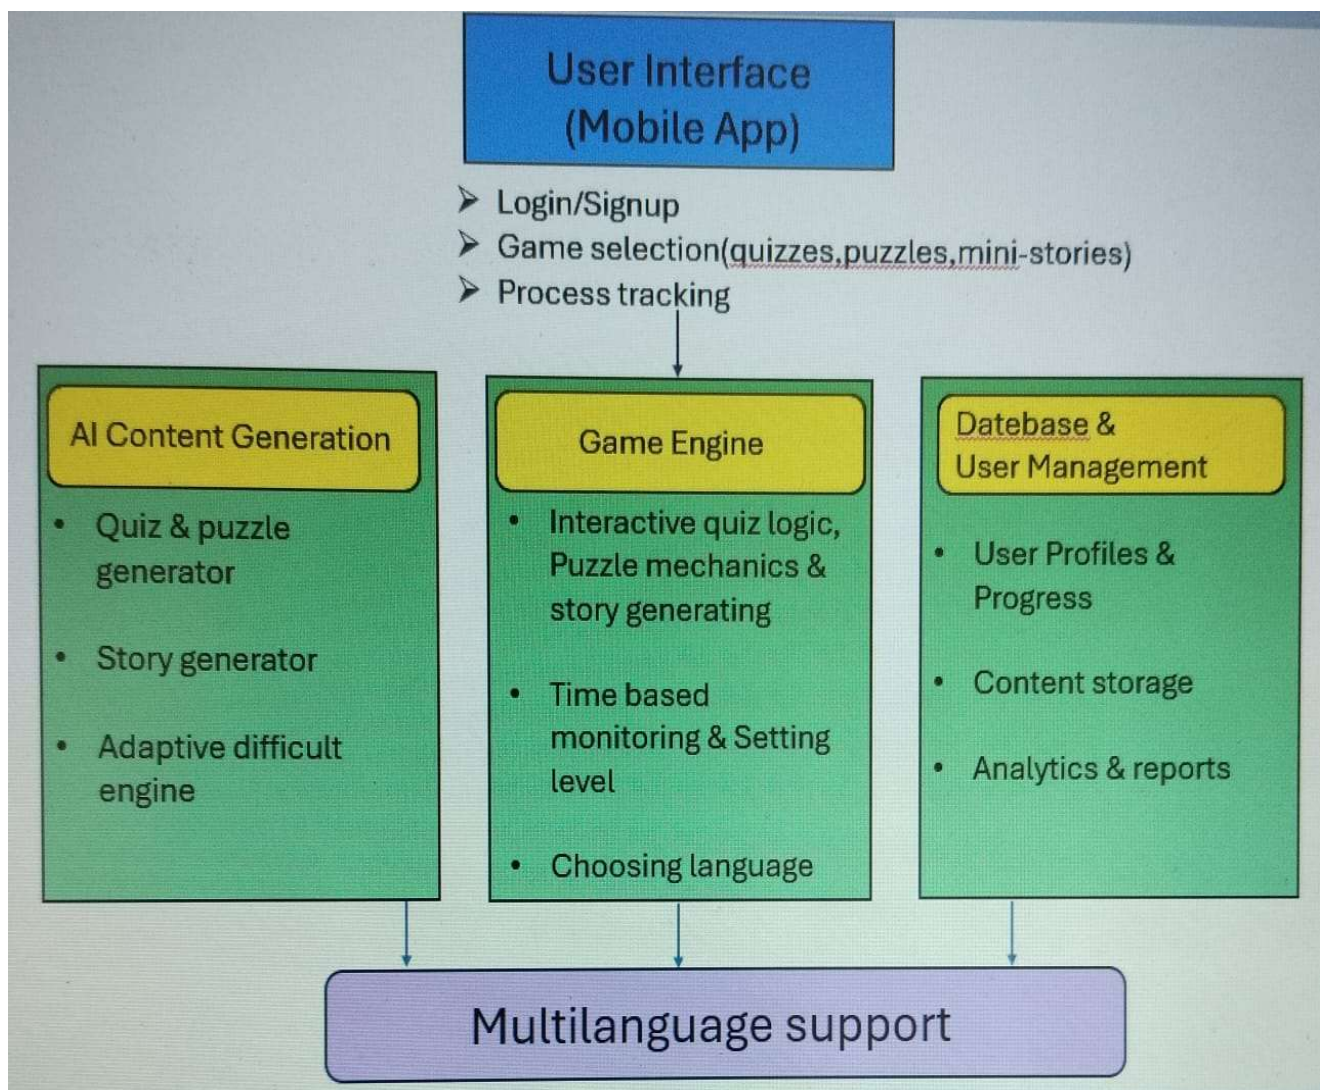 User Interface
(Mobile App)
Login/Signup
Game selection(quizzes,puzzles,mini-stories)
Process tracking
AI Content Generation
• Quiz & puzzle
generator
• Story generator
• Adaptive difficult
engine
Game Engine
• Interactive quiz logic,
Puzzle mechanics &
story generating
• Time based
monitoring & Setting
level
• Choosing language
Datebase &
User Management
• User Profiles &
Progress
• Content storage
• Analytics & reports
Multilanguage support